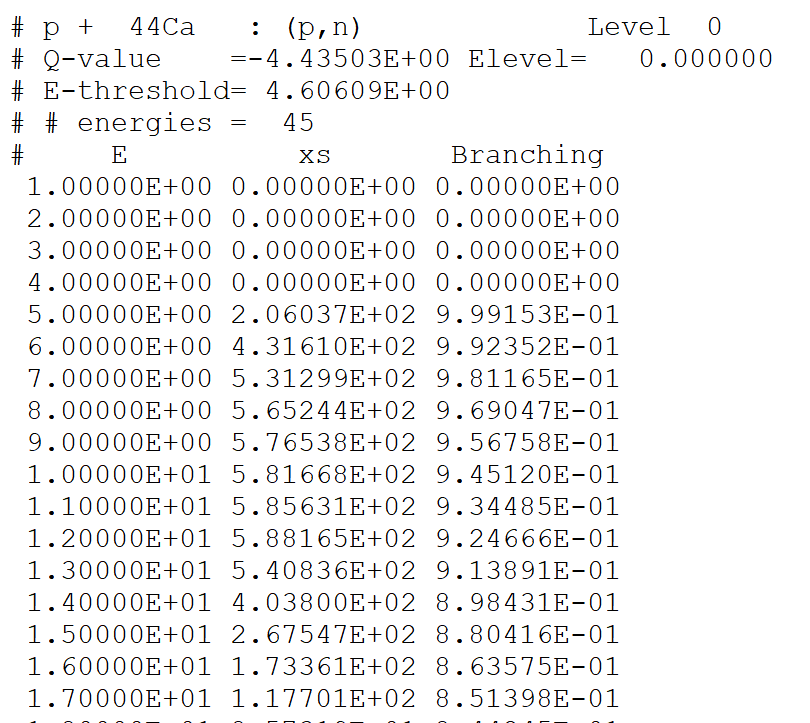 # p +  44Ca   : (p,n)             Level  0
# Q-value    =-4.43503E+00 Elevel=   0.000000
# E-threshold= 4.60609E+00
# # energies =  45
#     E          xs       Branching
1.00000E+00 0.00000E+00 0.00000E+00
2.00000E+00 0.00000E+00 0.00000E+00
3.00000E+00 0.00000E+00 0.00000E+00
4.00000E+00 0.00000E+00 0.00000E+00
5.00000E+00 2.06037E+02 9.99153E-01
6.00000E+00 4.31610E+02 9.92352E-01
7.00000E+00 5.31299E+02 9.81165E-01
8.00000E+00 5.65244E+02 9.69047E-01
9.00000E+00 5.76538E+02 9.56758E-01
1.00000E+01 5.81668E+02 9.45120E-01
1.10000E+01 5.85631E+02 9.34485E-01
1.20000E+01 5.88165E+02 9.24666E-01
1.30000E+01 5.40836E+02 9.13891E-01
1.40000E+01 4.03800E+02 8.98431E-01
1.50000E+01 2.67547E+02 8.80416E-01
1.60000E+01 1.73361E+02 8.63575E-01
1.70000E+01 1.17701E+02 8.51398E-01